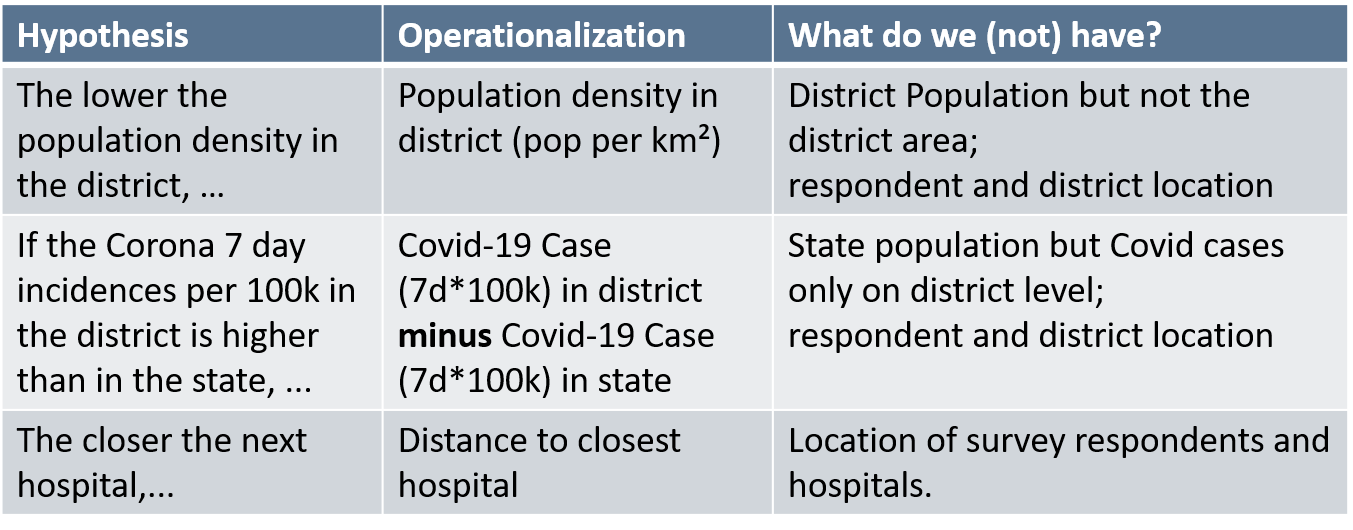 Hypothesis
Operationalization
What do we (not) have?
The lower the
population density in
the district, ...
Population density in
district (pop per km²)
District Population but not the
district area;
respondent and district location
If the Corona 7 day
incidences per 100k in
the district is higher
than in the state, ...
Covid-19 Case
(7d*100k) in district
minus Covid-19 Case
(7d*100k) in state
State population but Covid cases
only on district level;
respondent and district location
The closer the next
hospital,...
Distance to closest
hospital
Location of survey respondents and
hospitals.